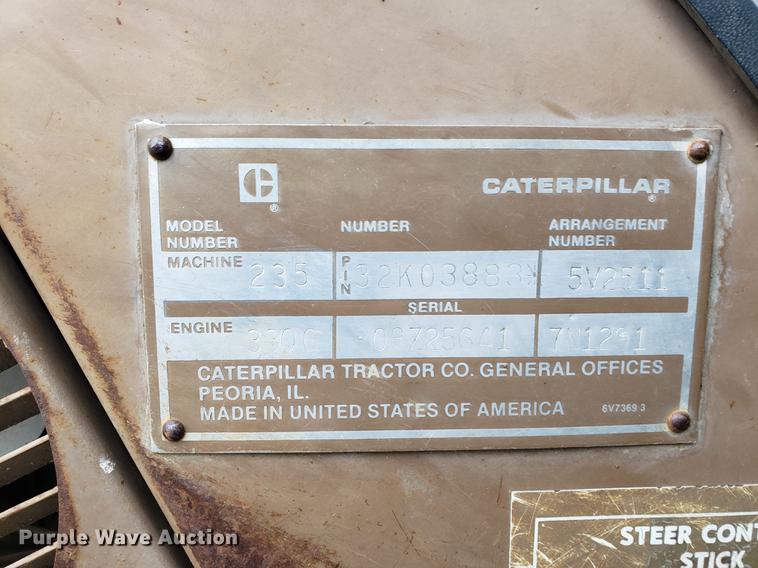 CATERPILLAR
®
®
MODEL NUMBER
NUMBER
ARRANGEMENT NUMBER
MACHINE 235 PIN 32K03883 5V2511
SERIAL
ENGINE
CATERPILLAR TRACTOR CO. GENERAL OFFICES
PEORIA, IL.
MADE IN UNITED STATES OF AMERICA 6V7369 3
STEER CONT
STICK
Purple Wave Auction